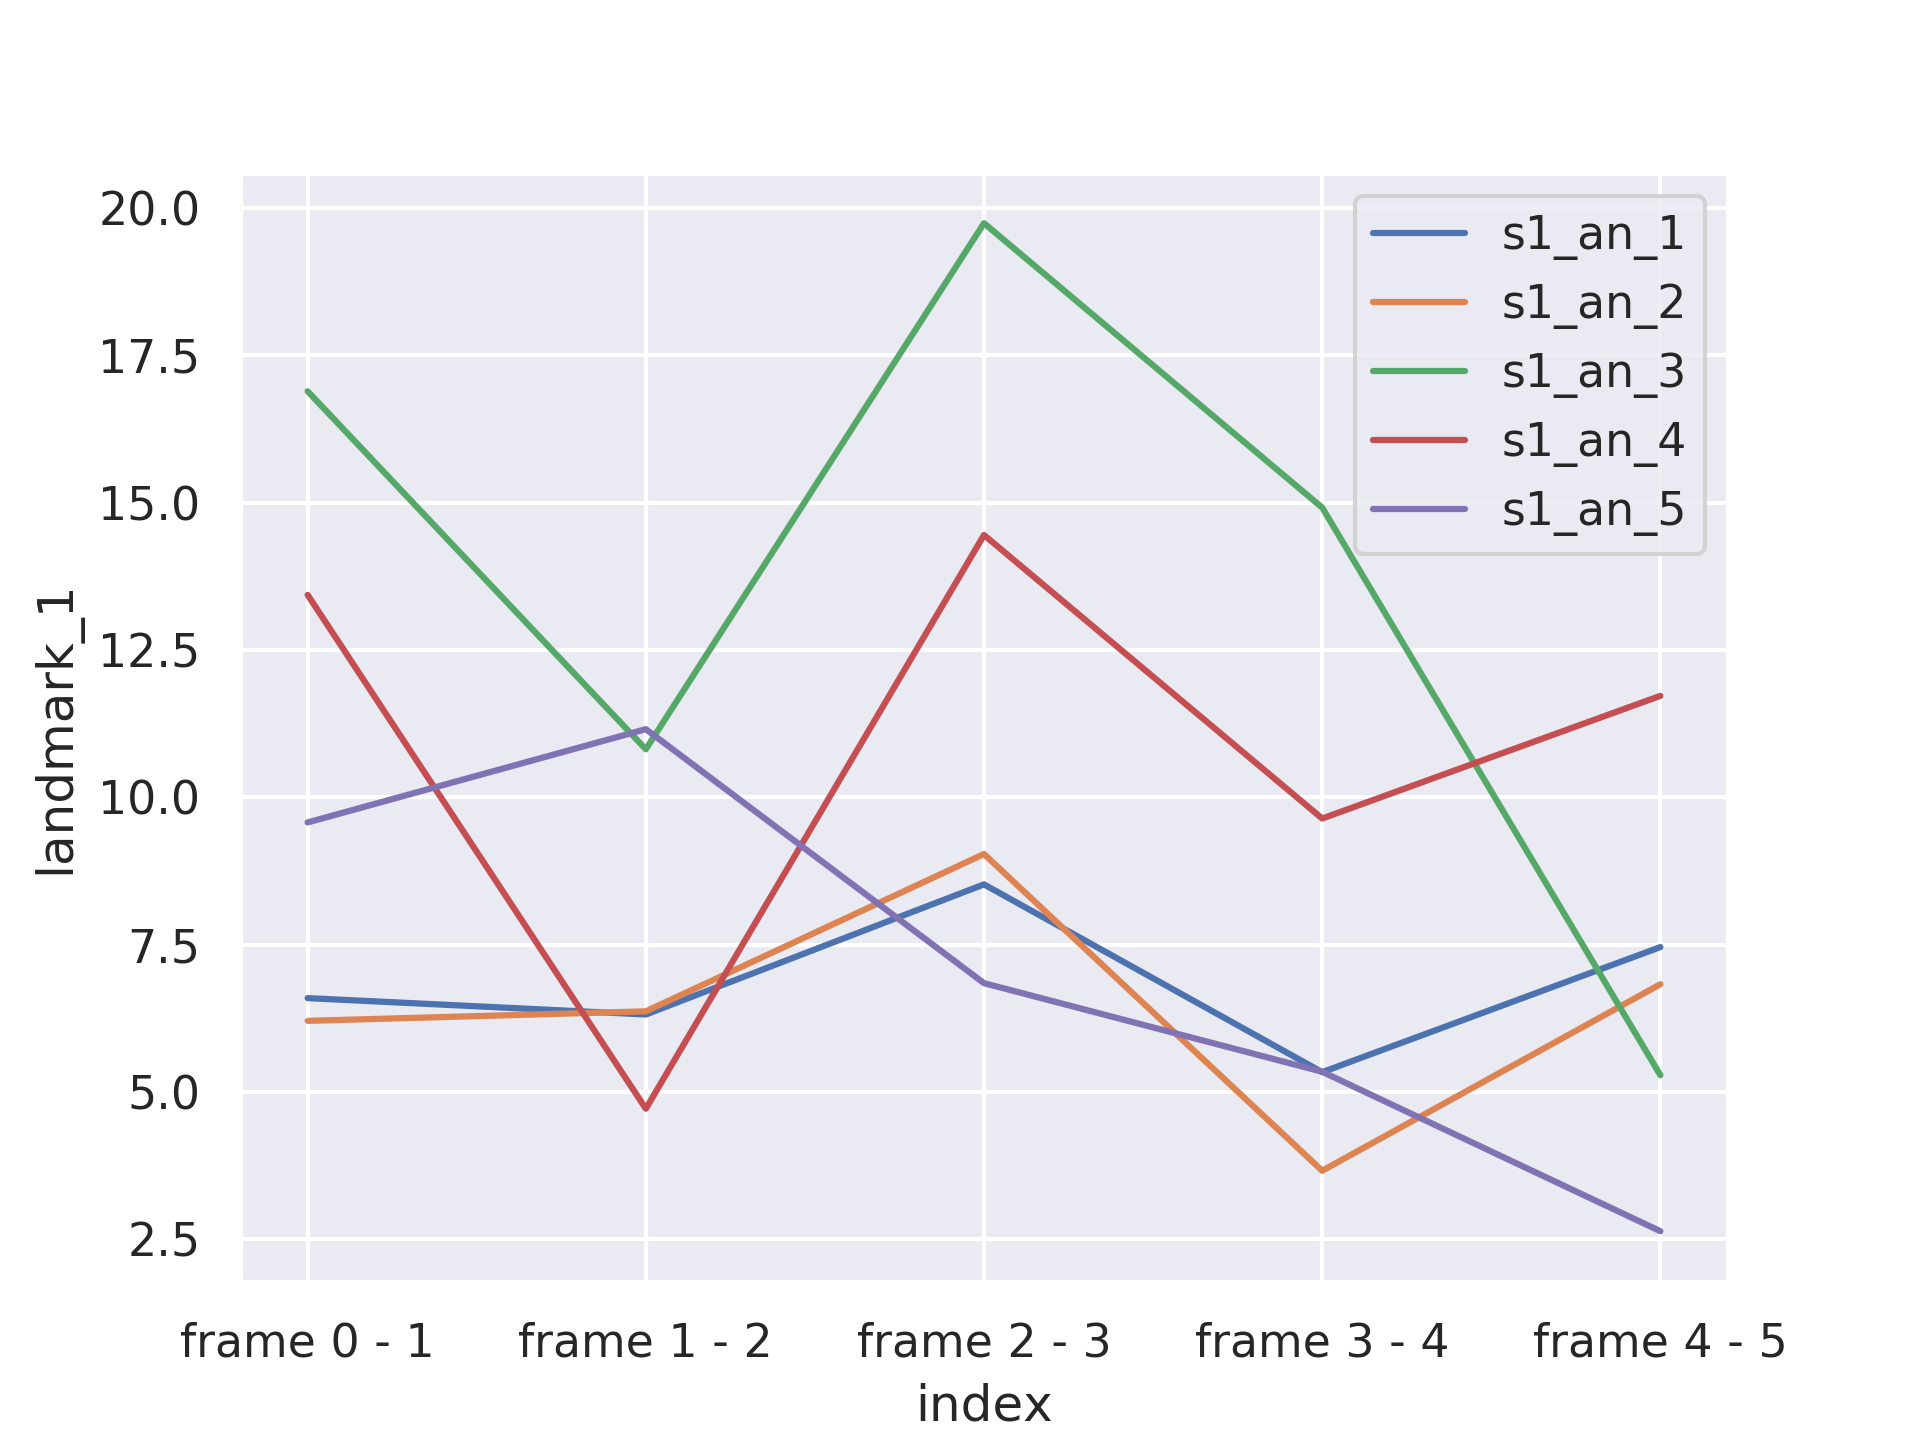 20.0
17.5
15.0
12.5
10.0
7.5
5.0
2.5
landmark_1
s1_an_1
s1_an_2
s1_an_3
s1_an_4
s1_an_5
frame 0 - 1
frame 1 - 2
frame 2 - 3
frame 3 - 4
frame 4 - 5
index